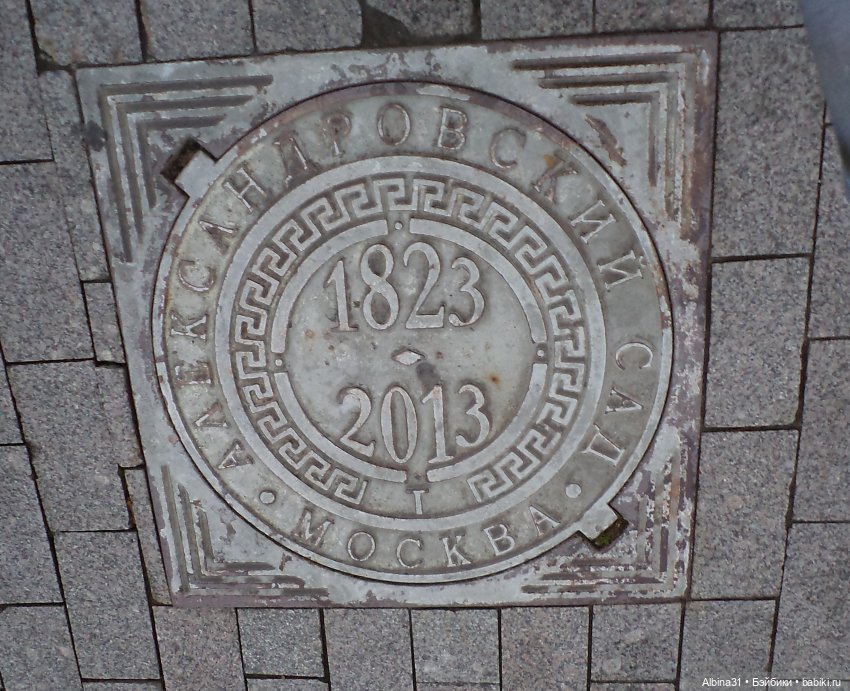 АЛЕКСАНДРОВСКИЙ САД
1823
2013
Т
• МОСКВА •
Albina31 — Бэйбики • babiki.ru